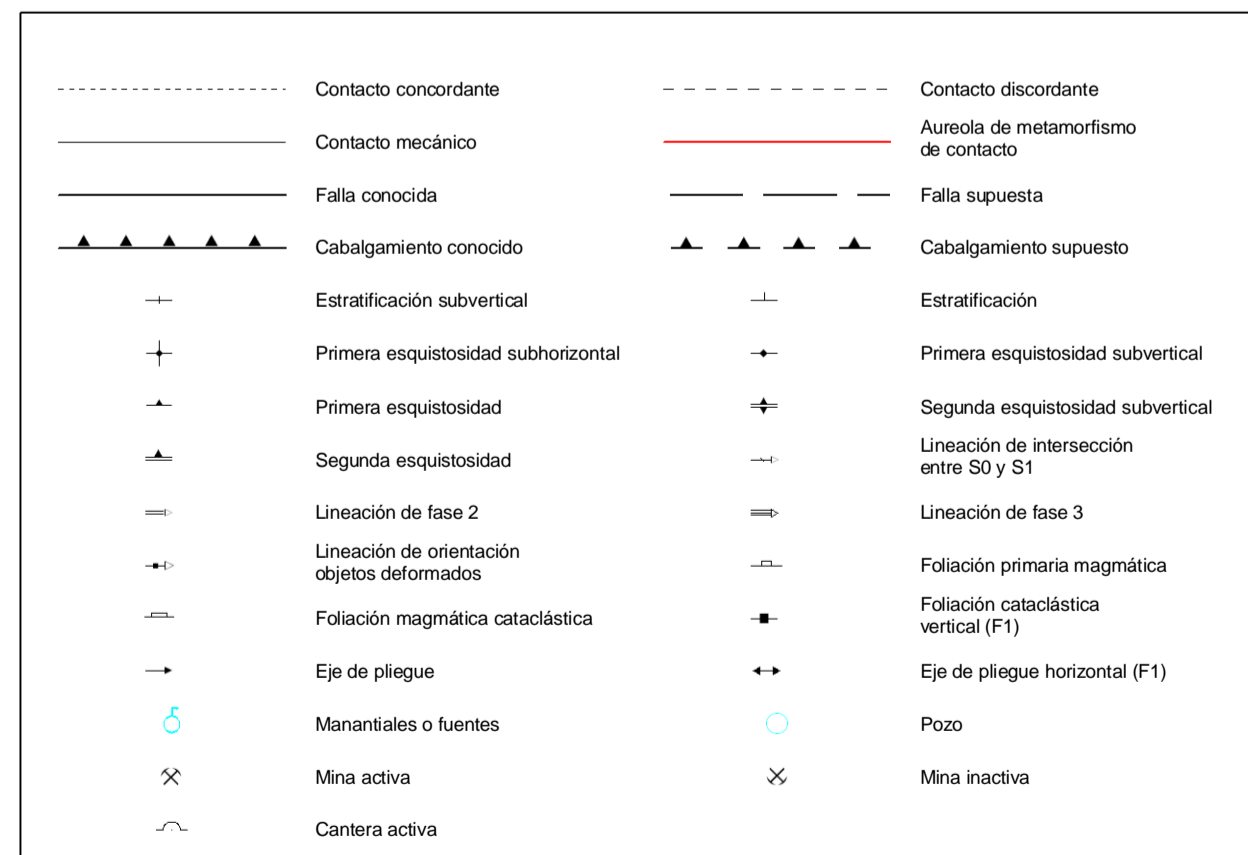 Contacto concordante
Contacto discordante
Contacto mecánico
Aureola de metamorfismo
de contacto
Falla conocida
Falla supuesta
Cabalgamiento conocido
Cabalgamiento supuesto
Estratificación subvertical
Estratificación
Primera esquistosidad subhorizontal
Primera esquistosidad subvertical
Primera esquistosidad
Segunda esquistosidad subvertical
Segunda esquistosidad
Lineación de intersección
entre S0 y S1
Lineación de fase 2
Lineación de fase 3
Lineación de orientación
objetos deformados
Foliación primaria magmática
Foliación magmática cataclástica
Foliación cataclástica
vertical (F1)
Eje de pliegue
Eje de pliegue horizontal (F1)
Manantiales o fuentes
Pozo
Mina activa
Mina inactiva
Cantera activa